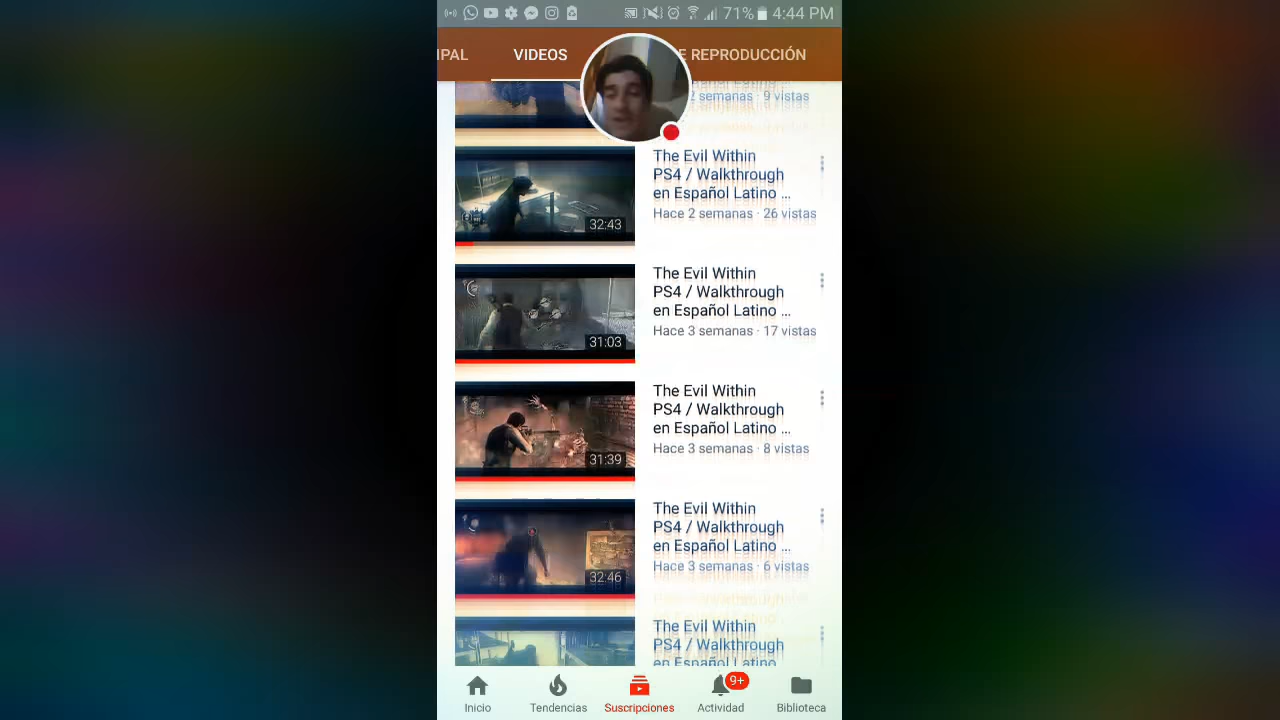 71% 4:44 PM
IPAL VIDEOS E REPRODUCCIÓN
2 semanas · 9 vistas
The Evil Within
PS4 / Walkthrough
en Español Latino ...
Hace 2 semanas · 26 vistas
32:43
The Evil Within
PS4 / Walkthrough
en Español Latino ...
Hace 3 semanas · 17 vistas
31:03
The Evil Within
PS4 / Walkthrough
en Español Latino ...
Hace 3 semanas · 8 vistas
31:39
The Evil Within
PS4 / Walkthrough
en Español Latino ...
Hace 3 semanas · 6 vistas
32:46
The Evil Within
PS4 / Walkthrough
en Español Latino
9+
Inicio Tendencias Suscripciones Actividad Biblioteca